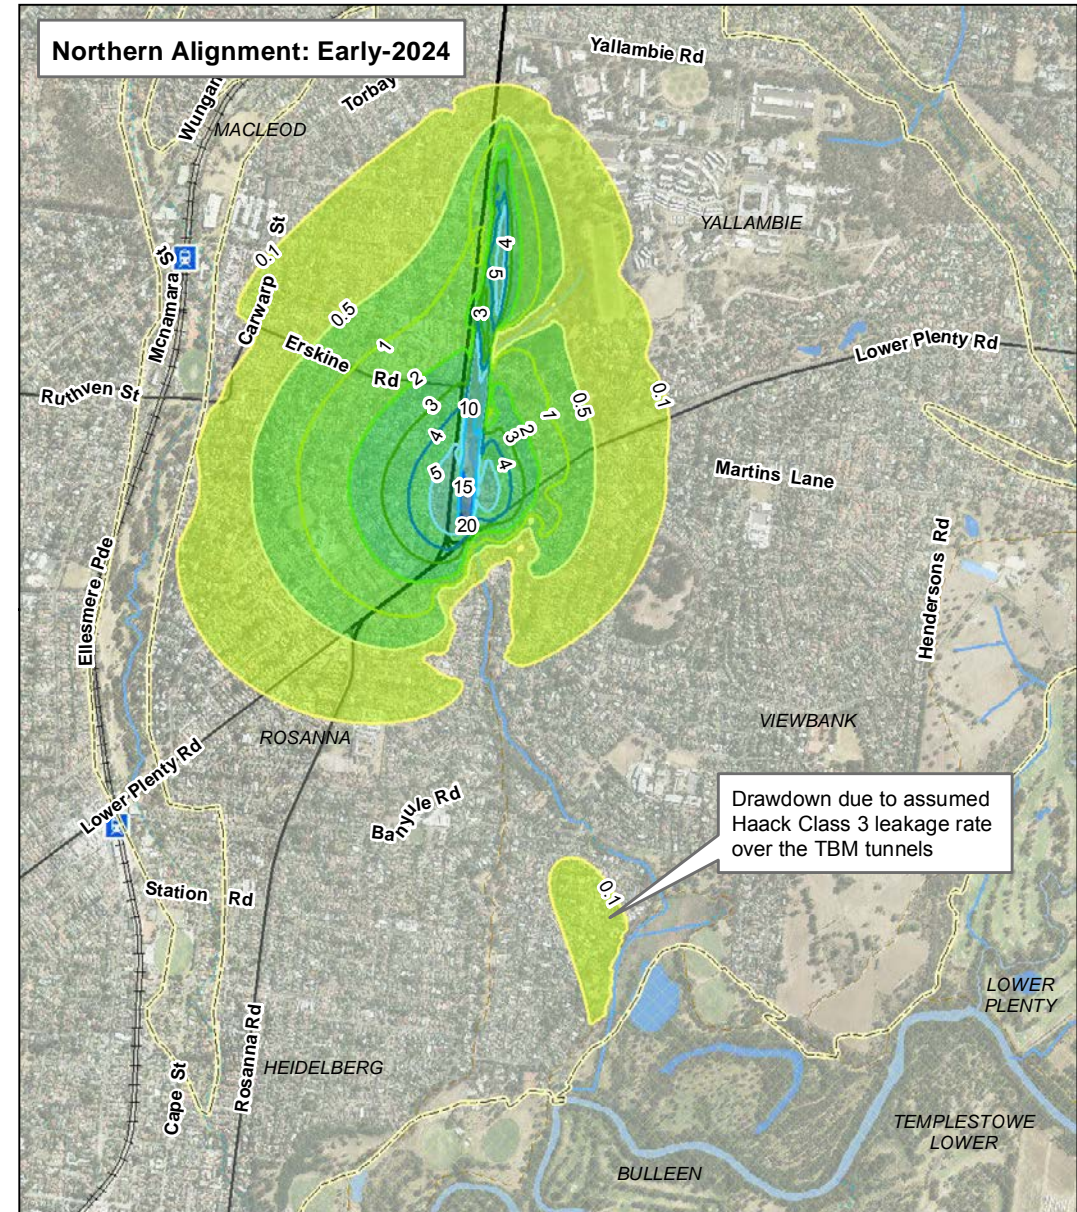 Northern Alignment: Early-2024
Yallambie Rd
Torbay
Wungan
MACLEOD
YALLAMBIE
St
Mcnamara
Carwarp St
0.1
0.5
1
2
3
4
5
4
5
3
10
15
20
3
2
4
1
0.5
0.1
Erskine Rd
Lower Plenty Rd
Ruthven St
Martins Lane
Hendersons Rd
Ellesmere Pde
ROSANNA
VIEWBANK
Lower Plenty Rd
Banyule Rd
Drawdown due to assumed
Haack Class 3 leakage rate
over the TBM tunnels
0.1
Station Rd
LOWER
PLENTY
Rosanna Rd
HEIDELBERG
Cape St
TEMPLESTOWE
LOWER
BULLEEN